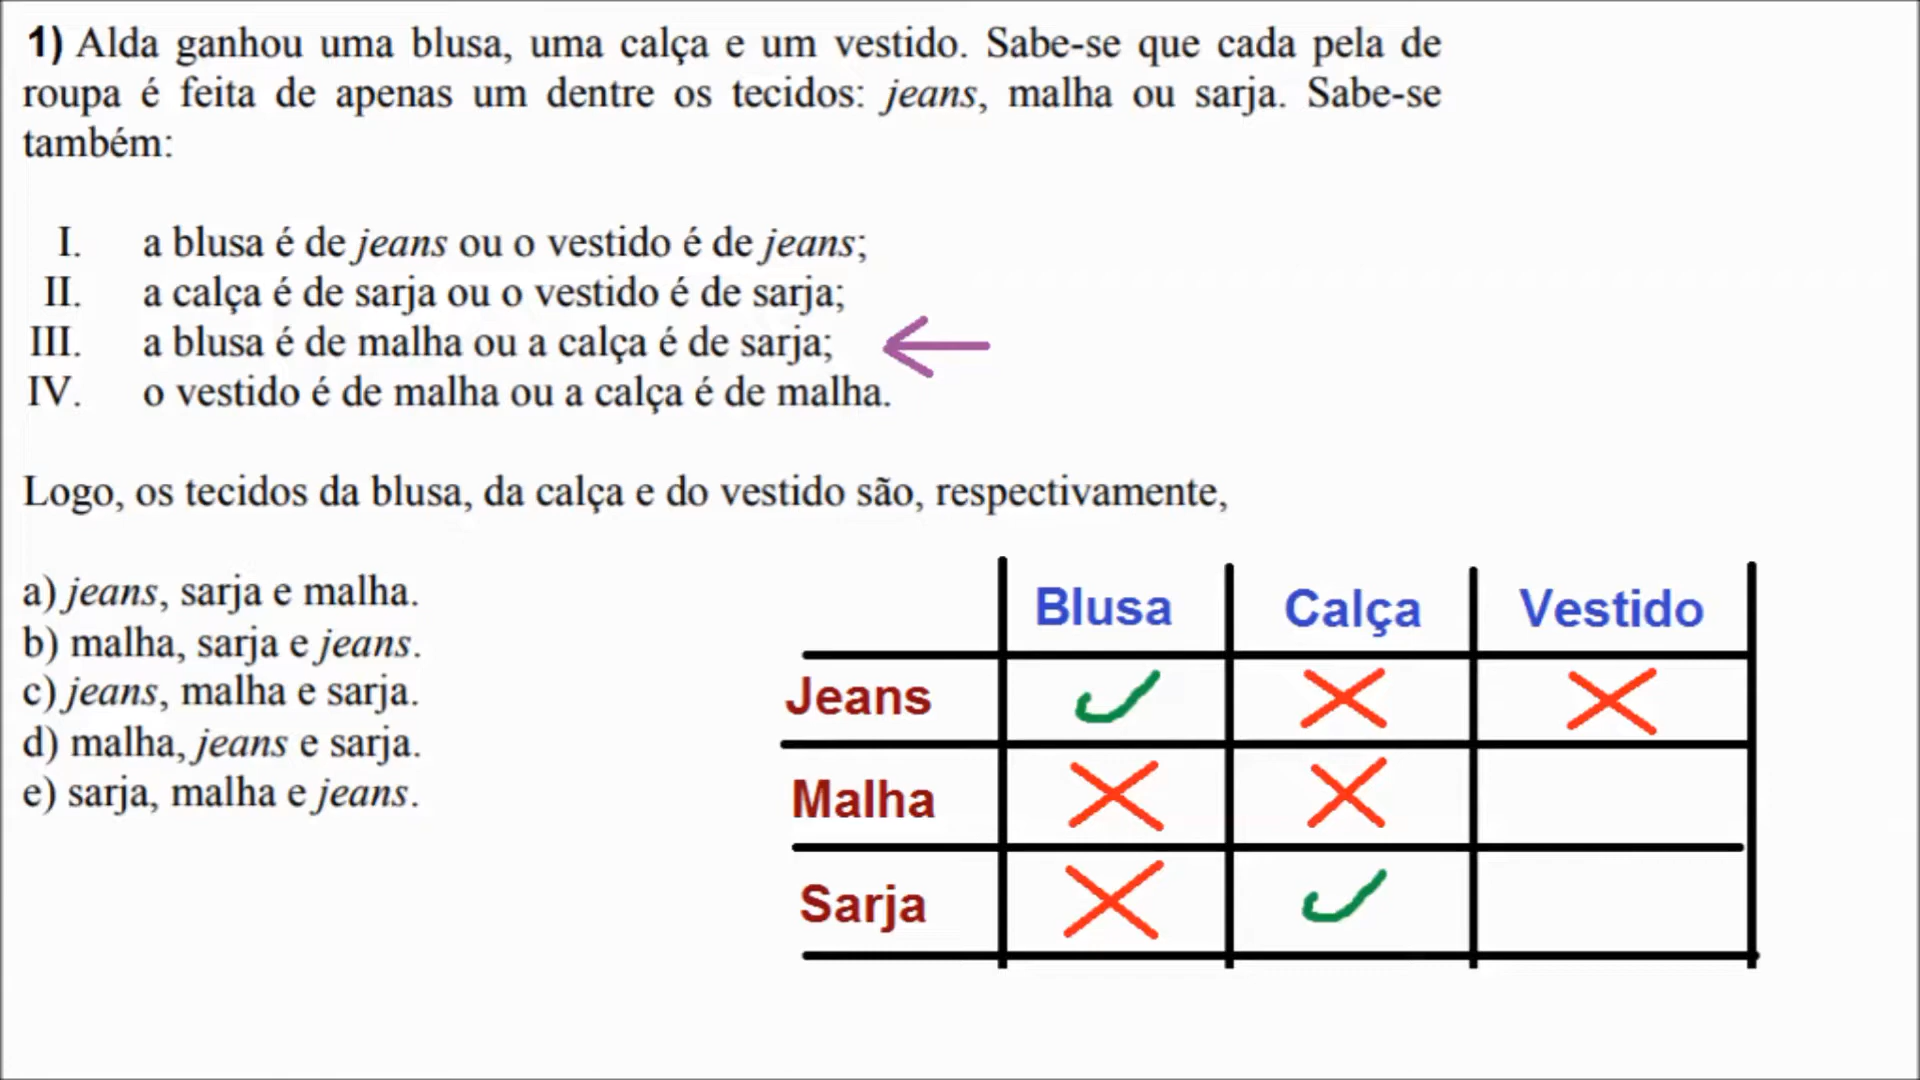 1) Alda ganhou uma blusa, uma calça e um vestido. Sabe-se que cada pela de
roupa é feita de apenas um dentre os tecidos: jeans, malha ou sarja. Sabe-se
também:
I. a blusa é de jeans ou o vestido é de jeans;
II. a calça é de sarja ou o vestido é de sarja;
III. a blusa é de malha ou a calça é de sarja;
IV. o vestido é de malha ou a calça é de malha.
Logo, os tecidos da blusa, da calça e do vestido são, respectivamente,
a) jeans, sarja e malha.
b) malha, sarja e jeans.
c) jeans, malha e sarja.
d) malha, jeans e sarja.
e) sarja, malha e jeans.
Blusa Calça Vestido
Jeans
Malha
Sarja